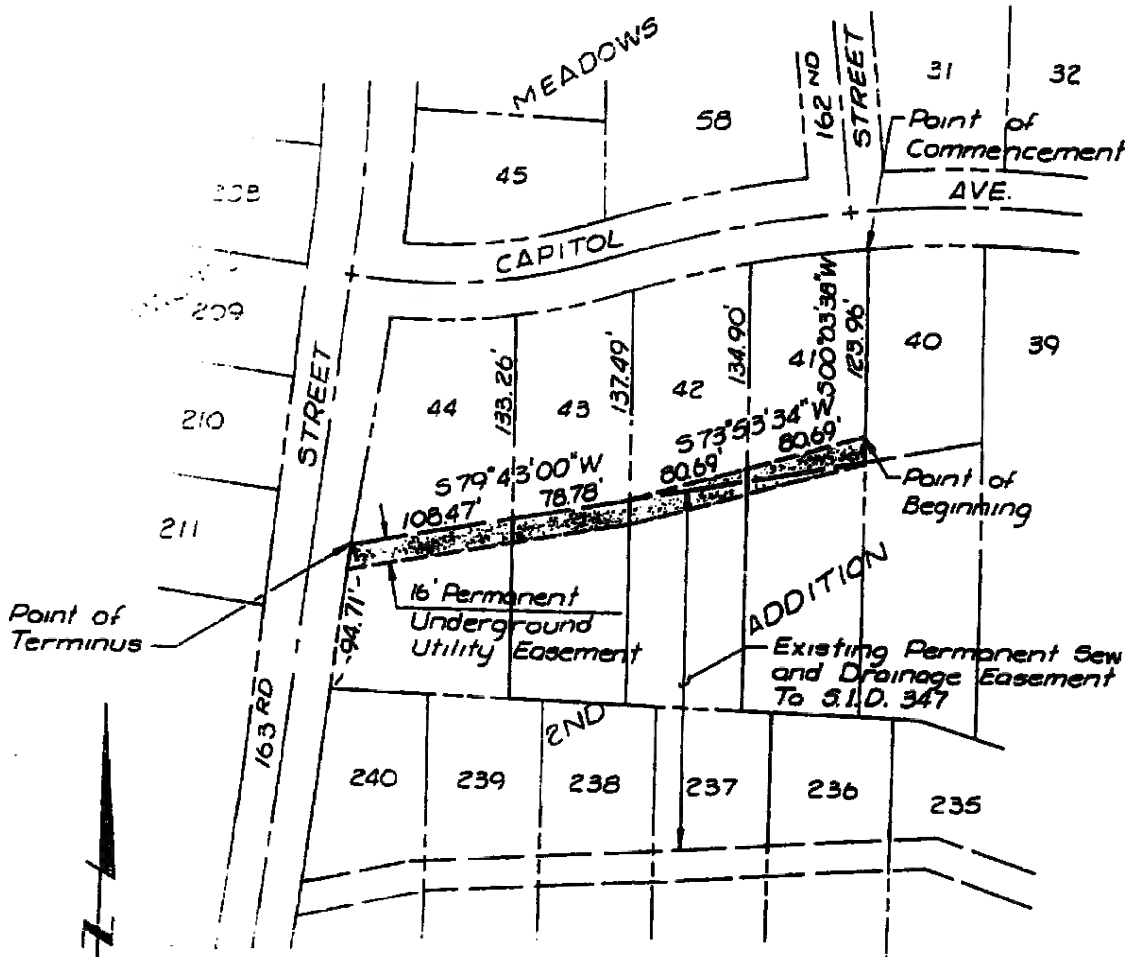 MEADOWS
162 ND
STREET
31
32
58
Point of
Commencement
45
208
AVE.
CAPITOL
209
S00°03'38"W
123.96'
134.90'
137.49'
133.26'
41
40
39
42
43
44
210
STREET
S 73°53'34" W
80.69'
80.69'
S 79°43'00" W
78.78'
108.47'
Point of
Beginning
211
Point of
Terminus
94.71'
16' Permanent
Underground
Utility Easement
ADDITION
Existing Permanent Sew
and Drainage Easement
To S.I.D. 347
163 RD
2ND
240
239
238
237
236
235
Z